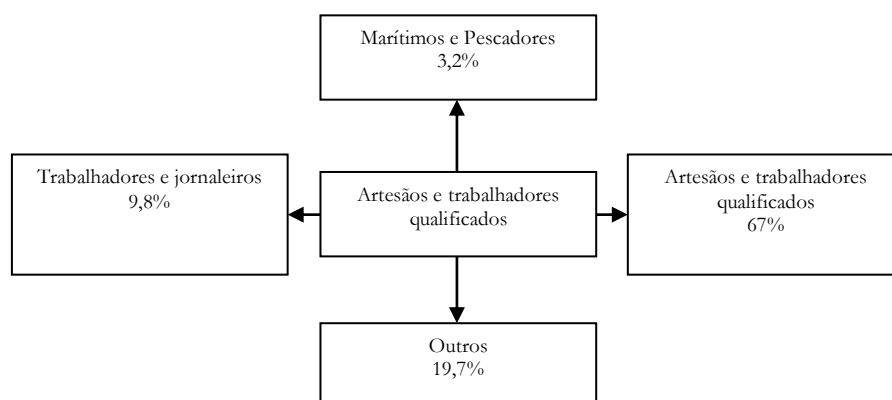 Marítimos e Pescadores
3,2%
Trabalhadores e jornaleiros
9,8%
Artesãos e trabalhadores
qualificados
Artesãos e trabalhadores
qualificados
67%
Outros
19,7%